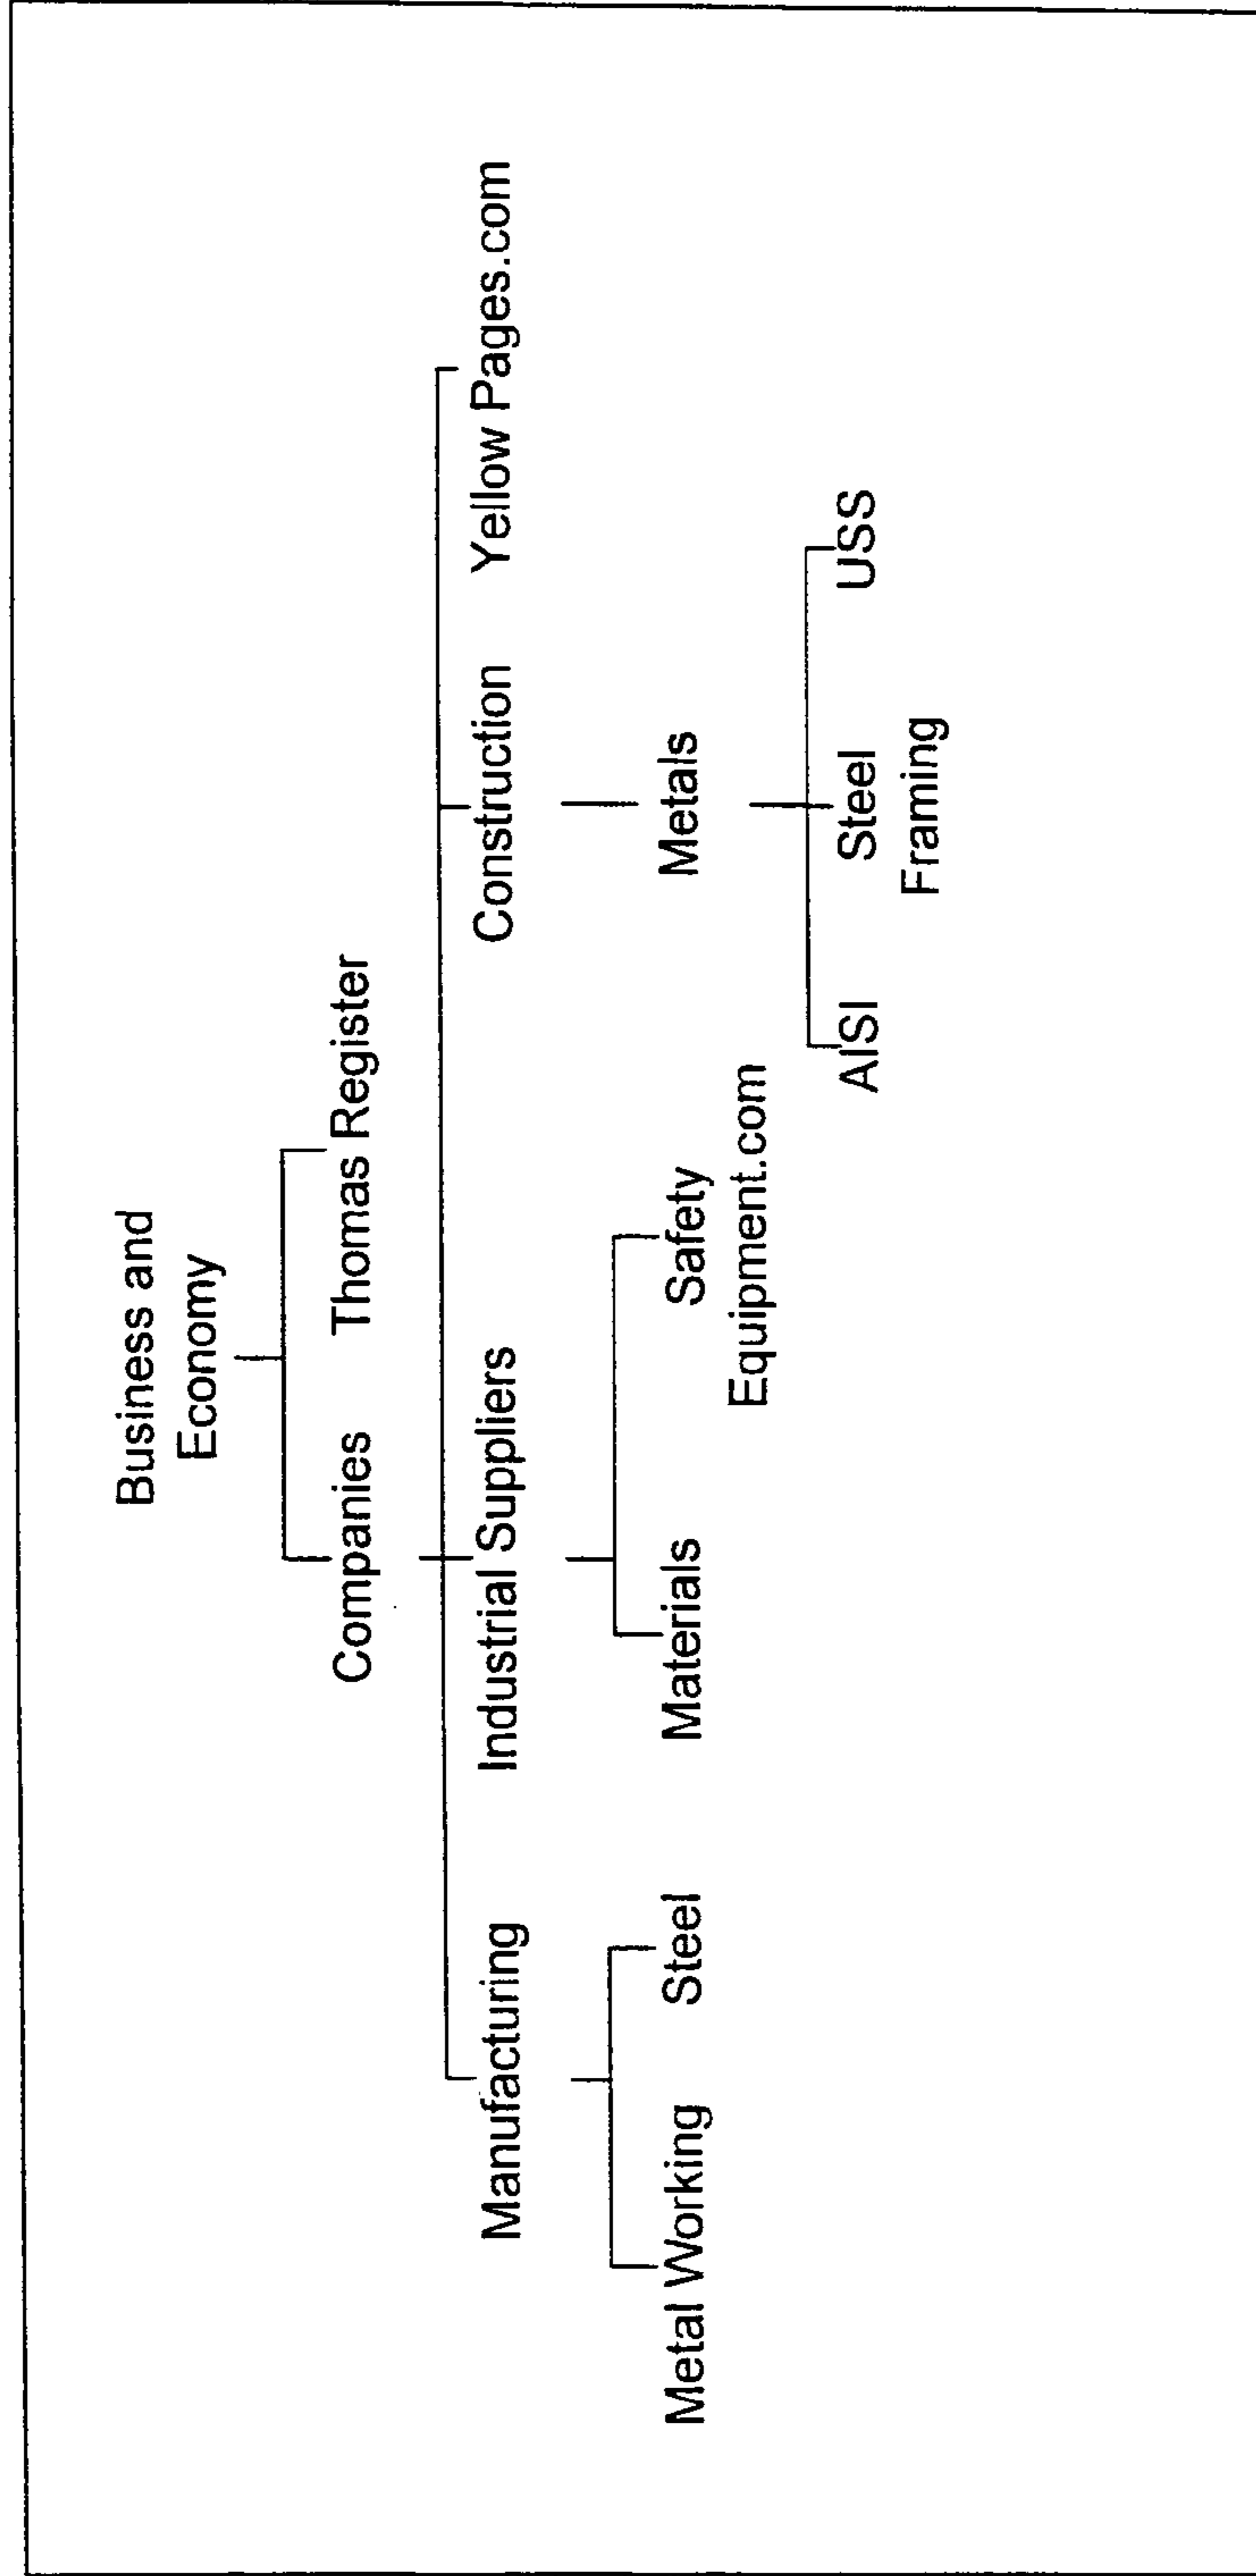 Business and
Economy
Companies
Thomas Register
Manufacturing
Industrial Suppliers
Construction
Yellow Pages.com
Metal Working
Steel
Materials
Safety
Equipment.com
Metals
AISI
Steel
Framing
USS